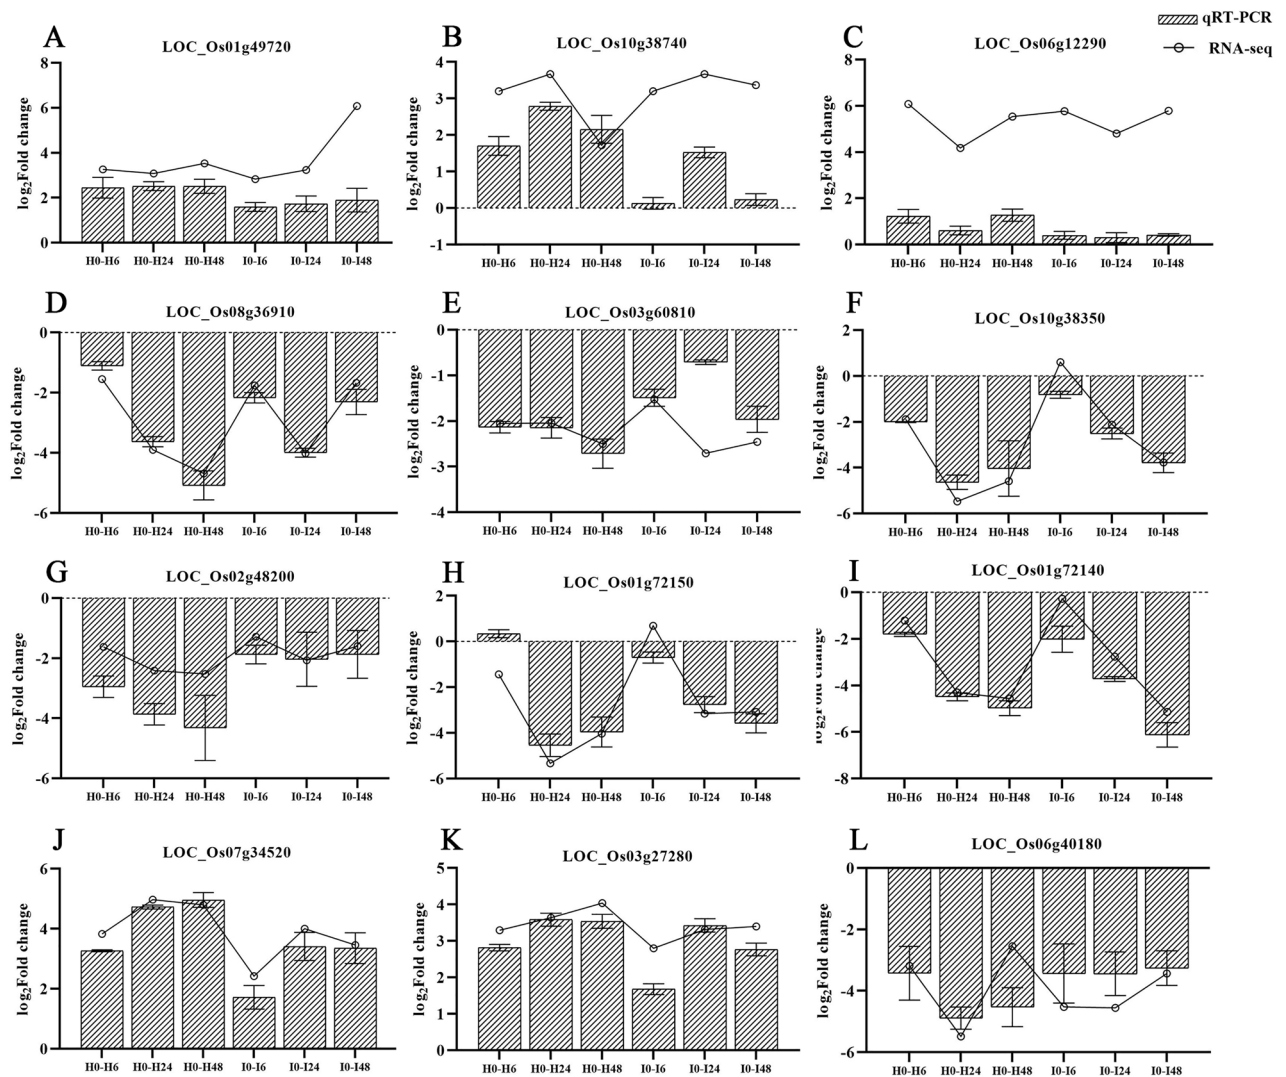 qRT-PCR
RNA-seq
A
LOC_Os01g49720
log2Fold change
8
6
4
2
0
H0-H6 H0-H24 H0-H48 I0-I6 I0-I24 I0-I48
B
LOC_Os10g38740
log2Fold change
4
3
2
1
0
-1
H0-H6 H0-H24 H0-H48 I0-I6 I0-I24 I0-I48
C
LOC_Os06g12290
log2Fold change
8
6
4
2
0
H0-H6 H0-H24 H0-H48 I0-I6 I0-I24 I0-I48
D
LOC_Os08g36910
log2Fold change
0
-2
-4
-6
H0-H6 H0-H24 H0-H48 I0-I6 I0-I24 I0-I48
E
LOC_Os03g60810
log2Fold change
0
-1
-2
-3
-4
H0-H6 H0-H24 H0-H48 I0-I6 I0-I24 I0-I48
F
LOC_Os10g38350
log2Fold change
2
0
-2
-4
-6
H0-H6 H0-H24 H0-H48 I0-I6 I0-I24 I0-I48
G
LOC_Os02g48200
log2Fold change
0
-2
-4
-6
H0-H6 H0-H24 H0-H48 I0-I6 I0-I24 I0-I48
H
LOC_Os01g72150
log2Fold change
2
0
-2
-4
-6
H0-H6 H0-H24 H0-H48 I0-I6 I0-I24 I0-I48
I
LOC_Os01g72140
log2Fold change
0
-2
-4
-6
-8
H0-H6 H0-H24 H0-H48 I0-I6 I0-I24 I0-I48
J
LOC_Os07g34520
log2Fold change
6
4
2
0
H0-H6 H0-H24 H0-H48 I0-I6 I0-I24 I0-I48
K
LOC_Os03g27280
log2Fold change
5
4
3
2
1
0
H0-H6 H0-H24 H0-H48 I0-I6 I0-I24 I0-I48
L
LOC_Os06g40180
log2Fold change
0
-2
-4
-6
H0-H6 H0-H24 H0-H48 I0-I6 I0-I24 I0-I48